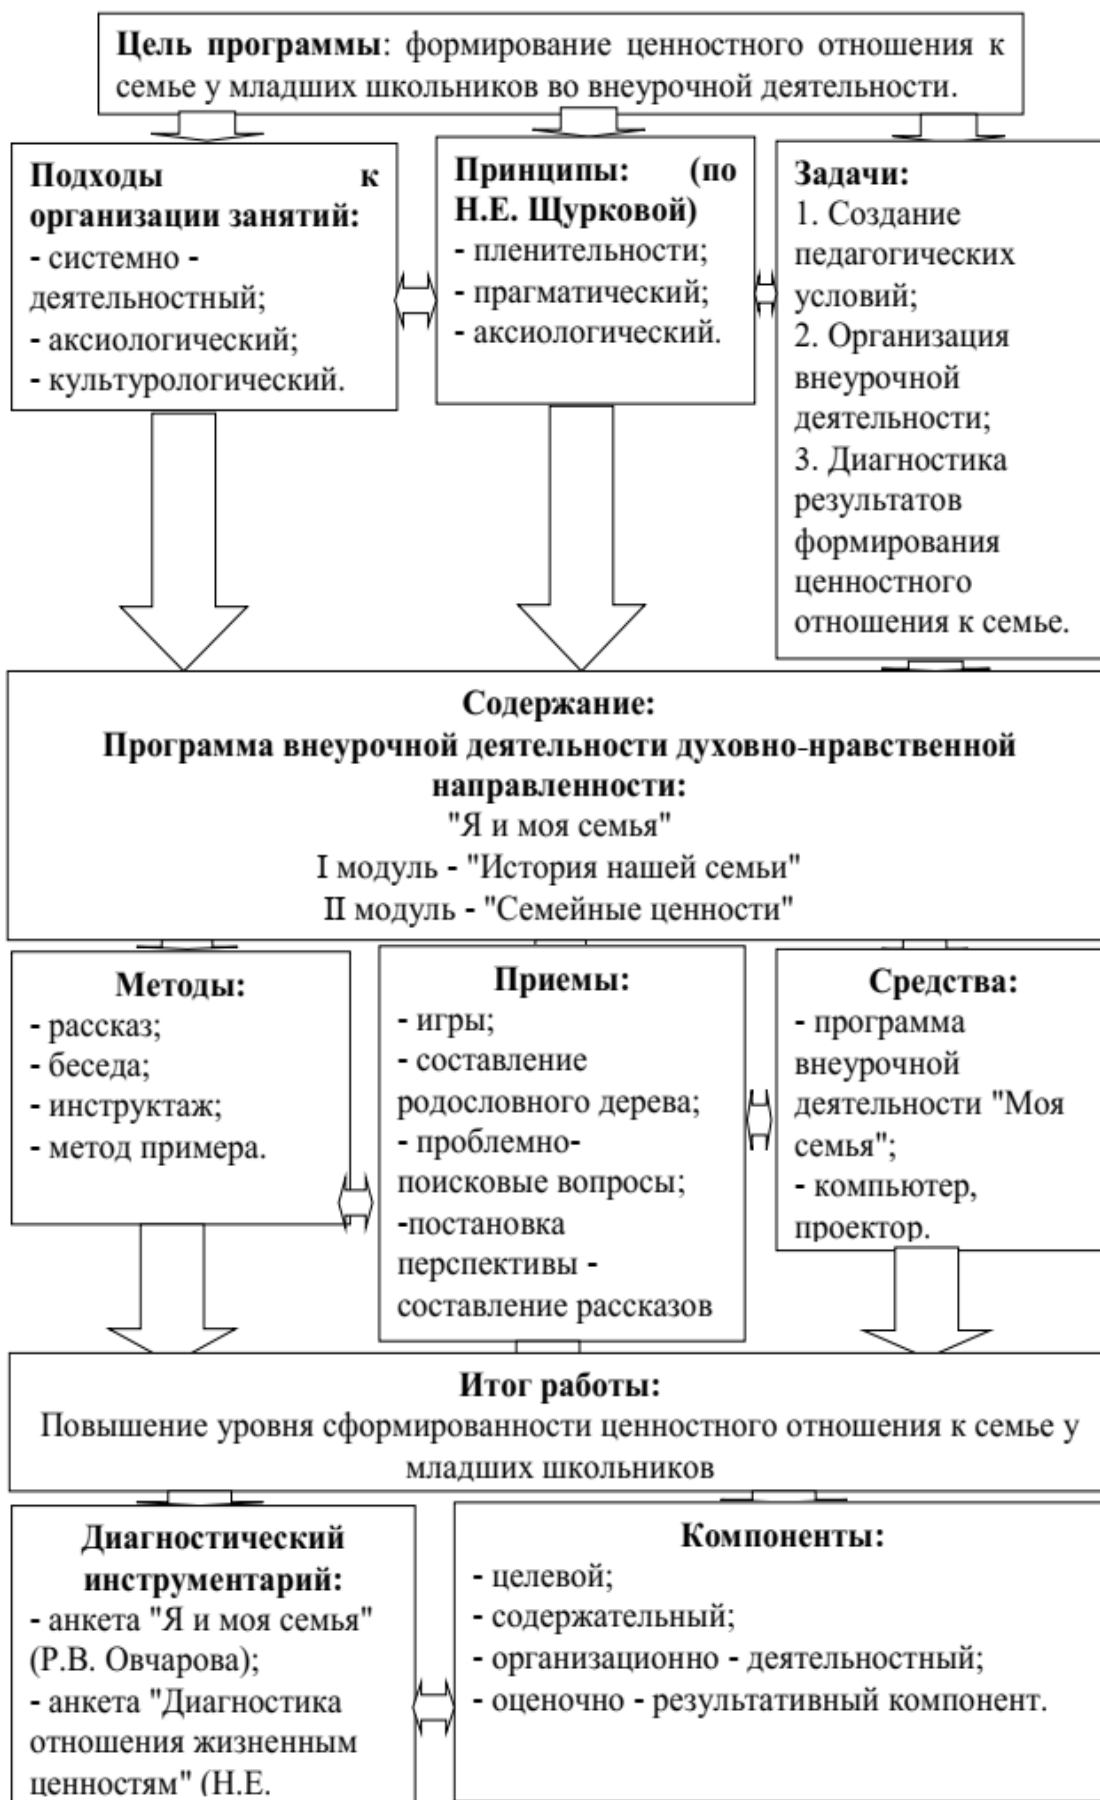 Цель программы: формирование ценностного отношения к
семье у младших школьников во внеурочной деятельности.
Подходы к
организации занятий:
- системно -
деятельностный;
- аксиологический;
- культурологический.
Принципы: (по
Н.Е. Щурковой)
- пленительности;
- прагматический;
- аксиологический.
Задачи:
1. Создание
педагогических
условий;
2. Организация
внеурочной
деятельности;
3. Диагностика
результатов
формирования
ценностного
отношения к семье.
Содержание:
Программа внеурочной деятельности духовно-нравственной
направленности:
"Я и моя семья"
I модуль - "История нашей семьи"
II модуль - "Семейные ценности"
Методы:
- рассказ;
- беседа;
- инструктаж;
- метод примера.
Приемы:
- игры;
- составление
родословного дерева;
- проблемно-
поисковые вопросы;
-постановка
перспективы -
составление рассказов
Средства:
- программа
внеурочной
деятельности "Моя
семья";
- компьютер,
проектор.
Итог работы:
Повышение уровня сформированности ценностного отношения к семье у
младших школьников
Диагностический
инструментарий:
- анкета "Я и моя семья"
(Р.В. Овчарова);
- анкета "Диагностика
отношения жизненным
ценностям" (Н.Е.
Компоненты:
- целевой;
- содержательный;
- организационно - деятельностный;
- оценочно - результативный компонент.